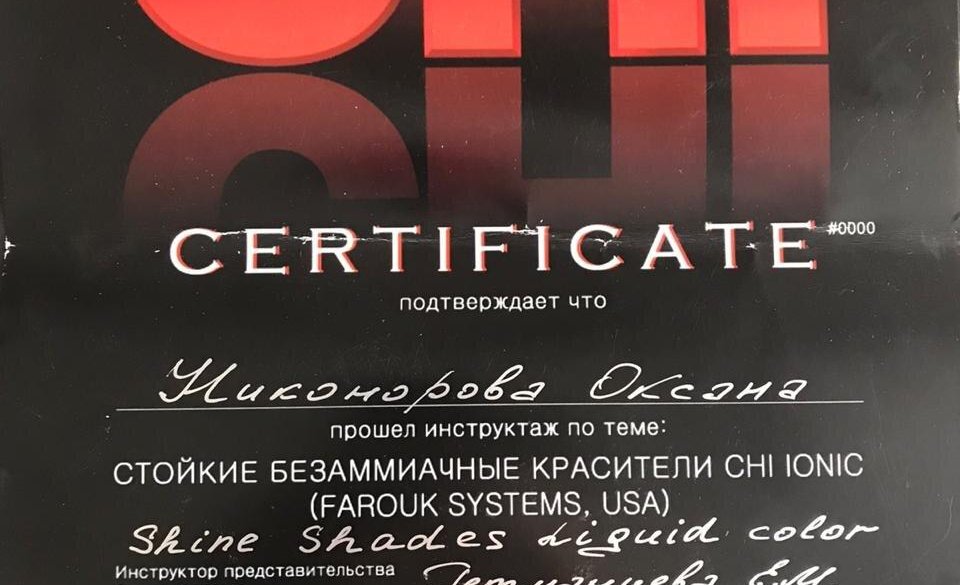 CHI
CERTIFICATE #0000
подтверждает что
Никонорова Оксана
прошел инструктаж по теме:
СТОЙКИЕ БЕЗАММИАЧНЫЕ КРАСИТЕЛИ CHI IONIC
(FAROUK SYSTEMS, USA)
Shine Shades Liquid color
Инструктор представительства